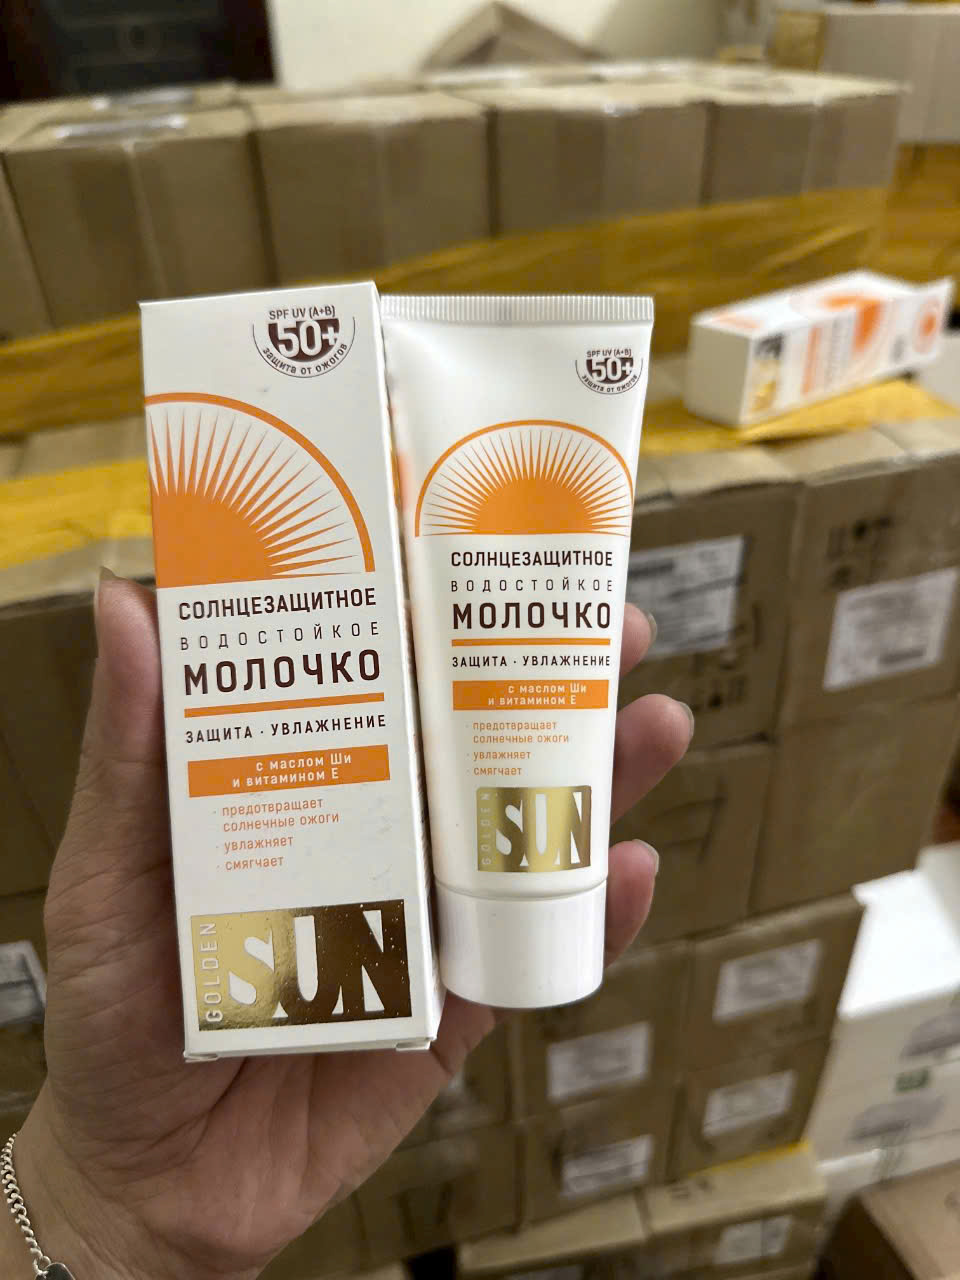 SPF UV (A+B)
50+
защита от ожогов
СОЛНЦЕЗАЩИТНОЕ
ВОДОСТОЙКОЕ
МОЛОЧКО
ЗАЩИТА · УВЛАЖНЕНИЕ
с маслом Ши
и витамином Е
· предотвращает
солнечные ожоги
· увлажняет
· смягчает
GOLDEN
SUN
SPF UV (A+B)
50+
защита от ожогов
СОЛНЦЕЗАЩИТНОЕ
ВОДОСТОЙКОЕ
МОЛОЧКО
ЗАЩИТА · УВЛАЖНЕНИЕ
с маслом Ши
и витамином Е
· предотвращает
солнечные ожоги
· увлажняет
· смягчает
GOLDEN
SUN